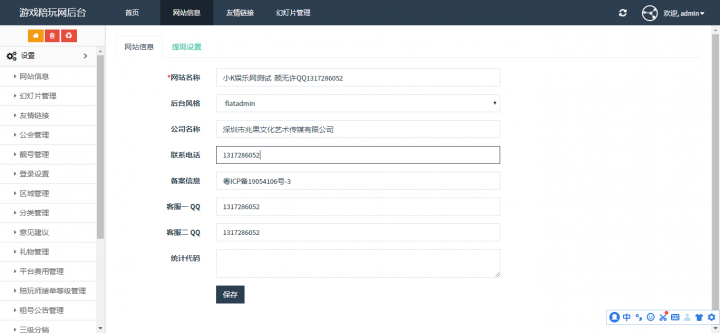 游戏陪玩网后台 首页 网站信息 友情链接 幻灯片管理 欢迎, admin
设置
网站信息
幻灯片管理
友情链接
公会管理
靓号管理
登录设置
区域管理
分类管理
意见建议
礼物管理
平台费用管理
陪玩师接单等级管理
租号公告管理
三级分销
网站信息 提现设置
*网站名称 小K娱乐网测试 顾无许QQ1317286052
后台风格 flatadmin
公司名称 深圳市兆果文化艺术传媒有限公司
联系电话 1317286052
备案信息 粤ICP备19054106号-3
客服一 QQ 1317286052
客服二 QQ 1317286052
统计代码
保存
中